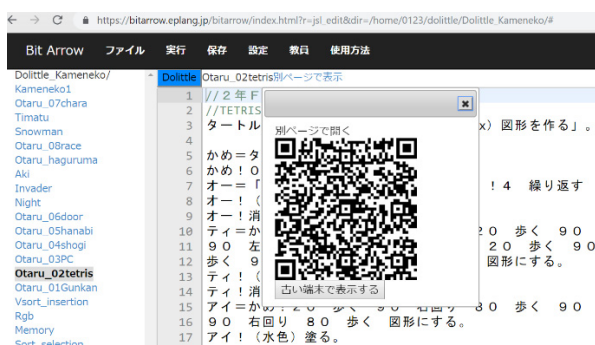 https://bitarrow.eplang.jp/bitarrow/index.html?r=jsl_edit&dir=/home/0123/dolittle/Dolittle_Kameneko/#
Bit Arrow ファイル 実行 保存 設定 教員 使用方法
Dolittle_Kameneko/
Kameneko1
Otaru_07chara
Timatu
Snowman
Otaru_08race
Otaru_haguruma
Aki
Invader
Night
Otaru_06door
Otaru_05hanabi
Otaru_04shogi
Otaru_03PC
Otaru_02tetris
Otaru_01Gunkan
Vsort_insertion
Rgb
Memory
Sort_selection
Dolittle Otaru_02tetris別ページで表示
1 //２年Ｆ
2 //TETRIS
3 タートル x）図形を作る」。
4
5 かめ＝タ
6 かめ！０
7 オー＝「 ！４ 繰り返す
8 オー！（
9 オー！消
10 ティ＝か ２０ 歩く ９０
11 ９０ 左 ２０ 歩く ９０
12 歩く ９ 図形にする。
13 ティ！（
14 ティ！消
15 アイ＝かめ！２０ 歩く ９０ 右回り ８０ 歩く ９０
16 ９０ 右回り ８０ 歩く 図形にする。
17 アイ！（水色）塗る。
別ページで開く
古い端末で表示する